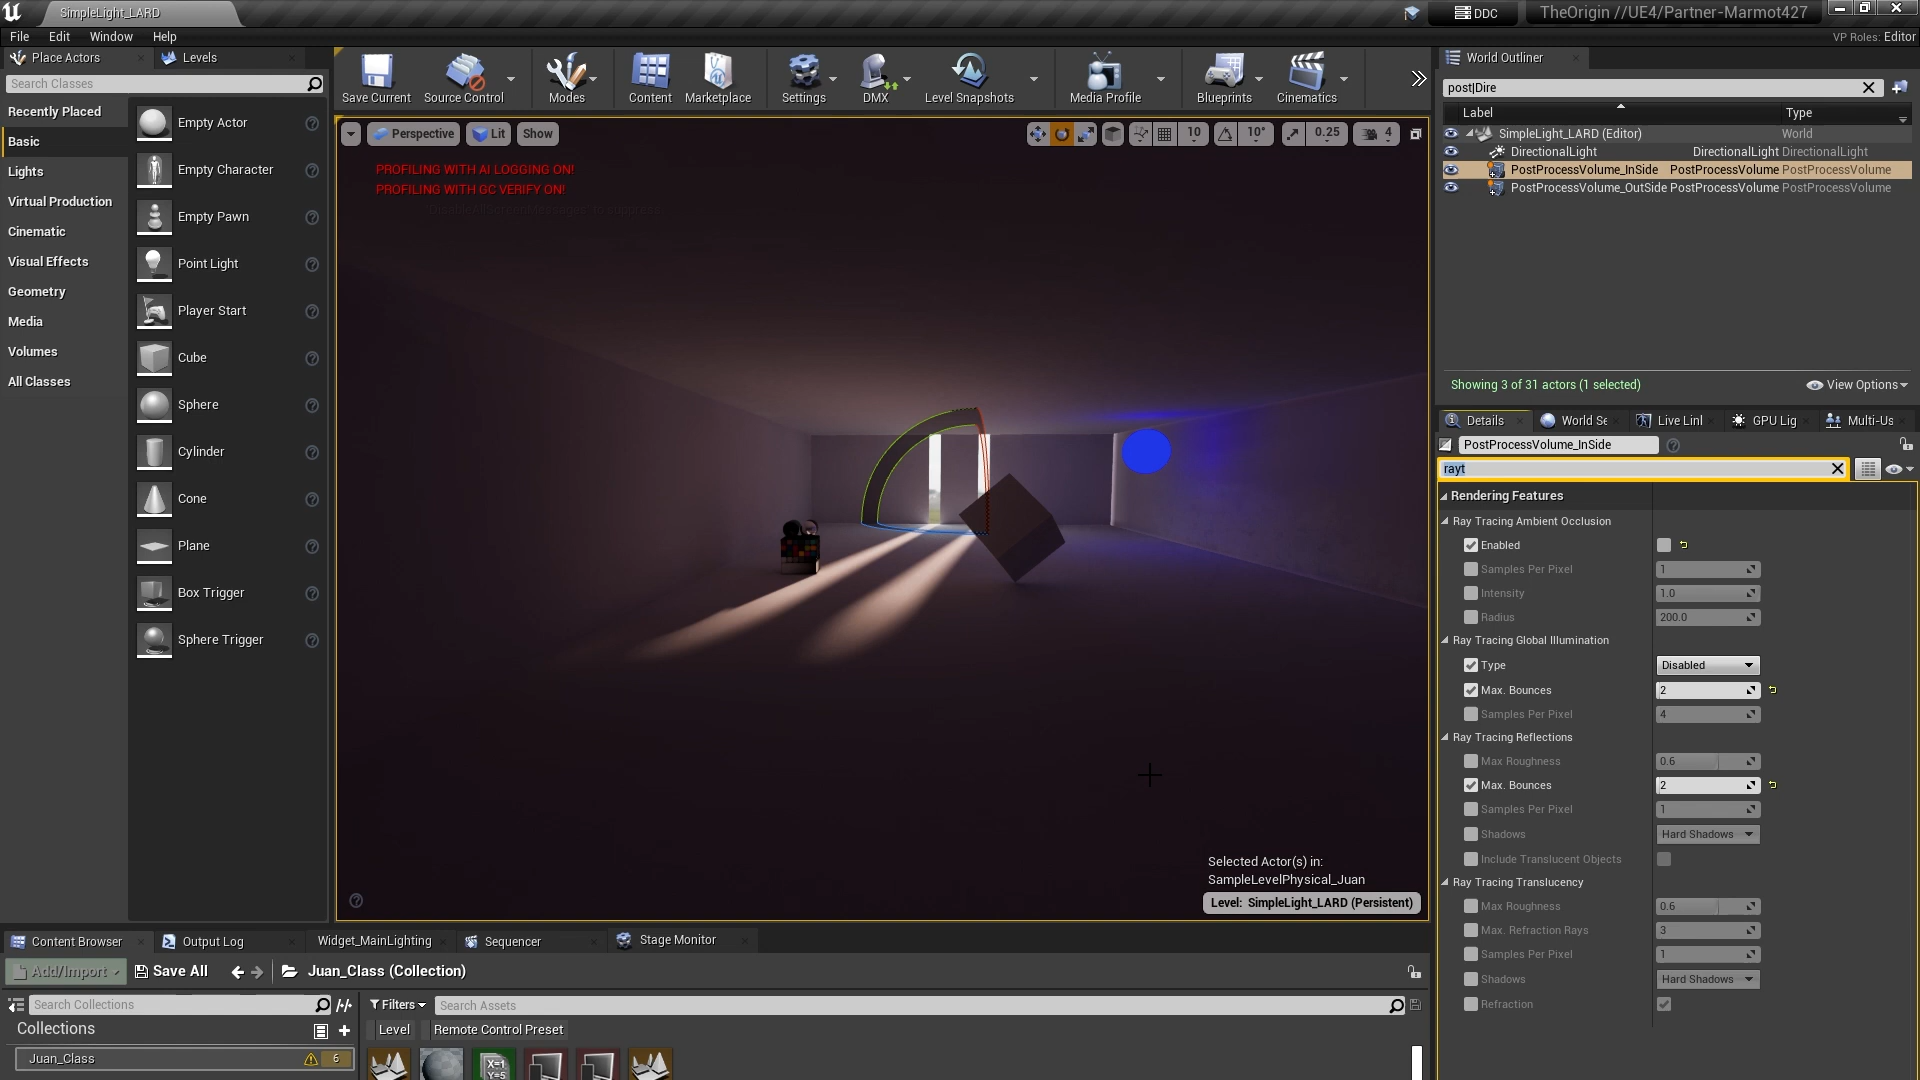 SimpleLight_LARD
DDC
TheOrigin //UE4/Partner-Marmot427
File Edit Window Help
VP Roles: Editor
Place Actors
Levels
Search Classes
Recently Placed
Basic
Lights
Virtual Production
Cinematic
Visual Effects
Geometry
Media
Volumes
All Classes
Empty Actor
Empty Character
Empty Pawn
Point Light
Player Start
Cube
Sphere
Cylinder
Cone
Plane
Box Trigger
Sphere Trigger
Save Current
Source Control
Modes
Content
Marketplace
Settings
DMX
Level Snapshots
Media Profile
Blueprints
Cinematics
Perspective
Lit
Show
10
10°
0.25
4
PROFILING WITH AI LOGGING ON!
PROFILING WITH GC VERIFY ON!
"DisableAllScreenMessages" to suppress
Selected Actor(s) in:
SampleLevelPhysical_Juan
Level: SimpleLight_LARD (Persistent)
World Outliner
post|Dire
Label Type
SimpleLight_LARD (Editor) World
DirectionalLight DirectionalLight DirectionalLight
PostProcessVolume_InSide PostProcessVolume PostProcessVolume
PostProcessVolume_OutSide PostProcessVolume PostProcessVolume
Showing 3 of 31 actors (1 selected)
View Options
Details
World Se
Live Linl
GPU Lig
Multi-Us
PostProcessVolume_InSide
rayt
Rendering Features
Ray Tracing Ambient Occlusion
Enabled
Samples Per Pixel 1
Intensity 1.0
Radius 200.0
Ray Tracing Global Illumination
Type Disabled
Max. Bounces 2
Samples Per Pixel 4
Ray Tracing Reflections
Max Roughness 0.6
Max. Bounces 2
Samples Per Pixel 1
Shadows Hard Shadows
Include Translucent Objects
Ray Tracing Translucency
Max Roughness 0.6
Max. Refraction Rays 3
Samples Per Pixel 1
Shadows Hard Shadows
Refraction
Content Browser
Output Log
Widget_MainLighting
Sequencer
Stage Monitor
Add/Import
Save All
Juan_Class (Collection)
Search Collections
Filters
Search Assets
Collections
Level
Remote Control Preset
Juan_Class 6
X=1
Y=5